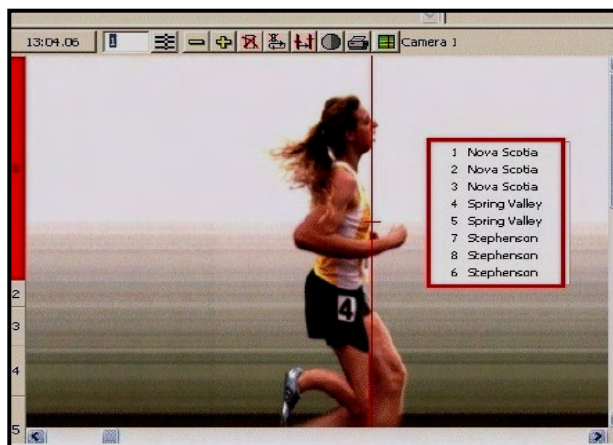 13:04.06 1 Camera 1
1 Nova Scotia
2 Nova Scotia
3 Nova Scotia
4 Spring Valley
5 Spring Valley
7 Stephenson
8 Stephenson
6 Stephenson
4
2
3
4
5